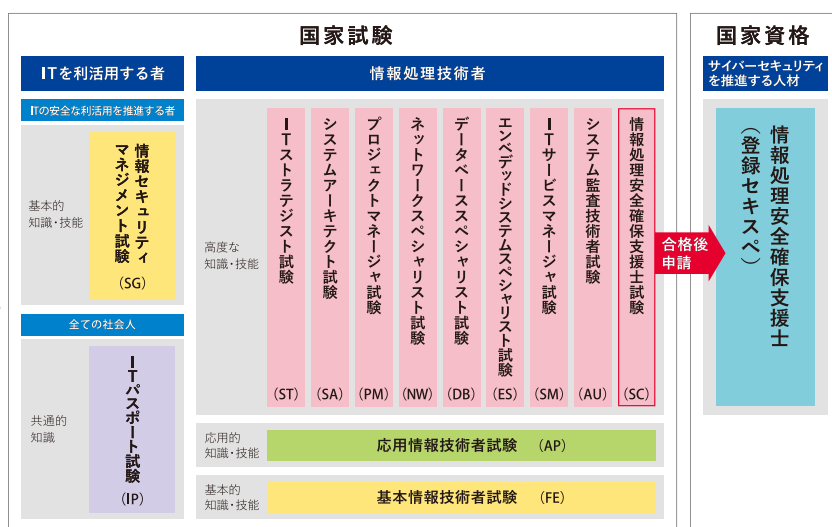 国家試験
国家資格
ITを利活用する者
情報処理技術者
サイバーセキュリティ
を推進する人材
ITの安全な利活用を推進する者
基本的
知識・技能
情報セキュリティ
マネジメント試験
(SG)
全ての社会人
共通的
知識
ITパスポート試験
(IP)
高度な
知識・技能
ITストラテジスト試験
(ST)
システムアーキテクト試験
(SA)
プロジェクトマネージャ試験
(PM)
ネットワークスペシャリスト試験
(NW)
データベーススペシャリスト試験
(DB)
エンベデッドシステムスペシャリスト試験
(ES)
ITサービスマネージャ試験
(SM)
システム監査技術者試験
(AU)
情報処理安全確保支援士試験
(SC)
合格後
申請
情報処理安全確保支援士
(登録セキスペ)
応用的
知識・技能
応用情報技術者試験 (AP)
基本的
知識・技能
基本情報技術者試験 (FE)